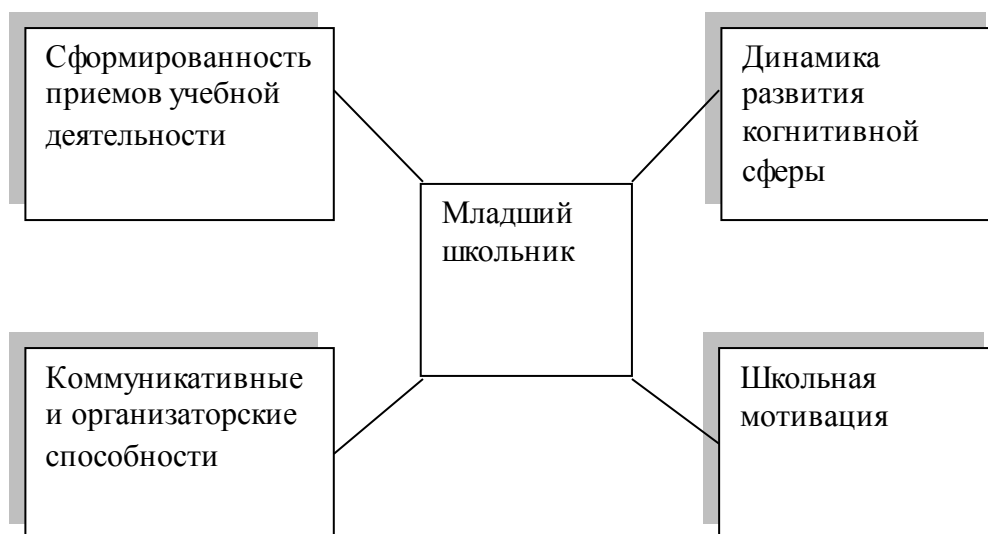 Сформированность
приемов учебной
деятельности
Динамика
развития
когнитивной
сферы
Младший
школьник
Коммуникативные
и организаторские
способности
Школьная
мотивация